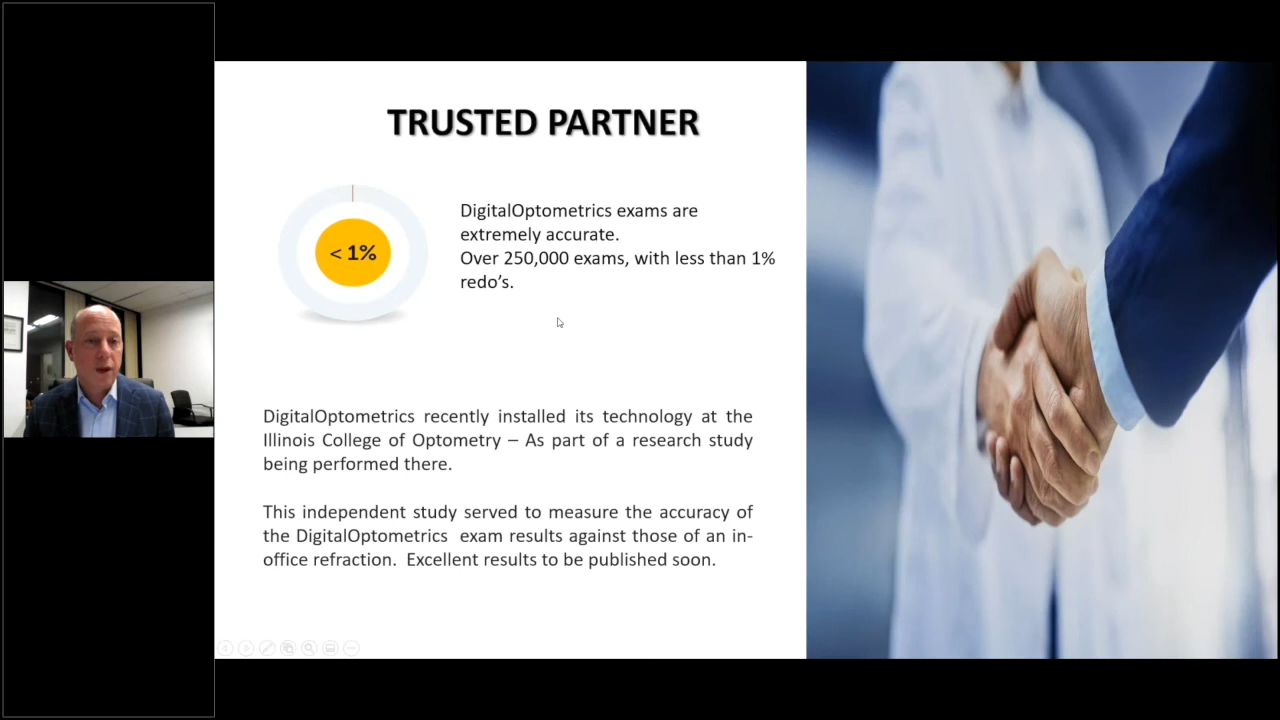 TRUSTED PARTNER
< 1%
DigitalOptometrics exams are
extremely accurate.
Over 250,000 exams, with less than 1%
redo’s.
DigitalOptometrics recently installed its technology at the
Illinois College of Optometry – As part of a research study
being performed there.
This independent study served to measure the accuracy of
the DigitalOptometrics  exam results against those of an in-
office refraction.  Excellent results to be published soon.